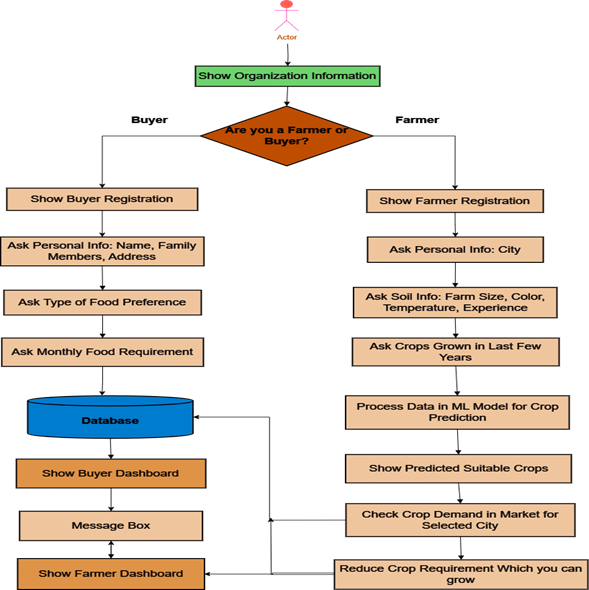 Actor
Show Organization Information
Are you a Farmer or
Buyer?
Buyer
Farmer
Show Buyer Registration
Ask Personal Info: Name, Family
Members, Address
Ask Type of Food Preference
Ask Monthly Food Requirement
Database
Show Buyer Dashboard
Message Box
Show Farmer Dashboard
Show Farmer Registration
Ask Personal Info: City
Ask Soil Info: Farm Size, Color,
Temperature, Experience
Ask Crops Grown in Last Few
Years
Process Data in ML Model for Crop
Prediction
Show Predicted Suitable Crops
Check Crop Demand in Market for
Selected City
Reduce Crop Requirement Which you can
grow